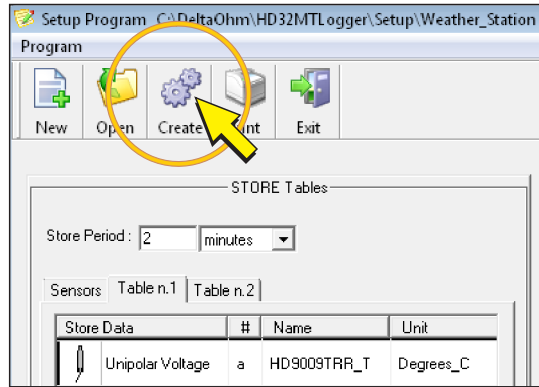 Setup Program C:\DeltaOhm\HD32MTLogger\Setup\Weather_Station
Program
New Open Create Exit
STORE Tables
Store Period : 2 minutes
Sensors Table n.1 Table n.2
Store Data # Name Unit
Unipolar Voltage a HD9009TRR_T Degrees_C